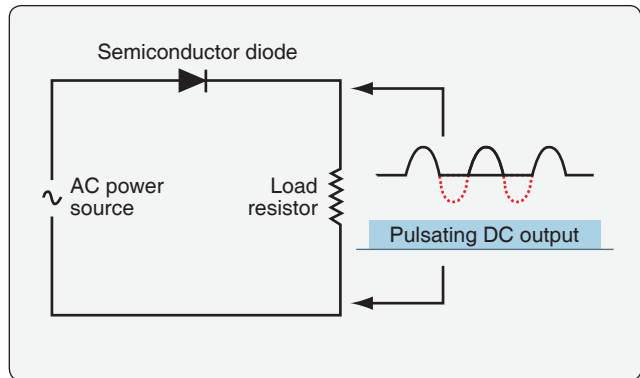 Semiconductor diode
AC power
source
Load
resistor
Pulsating DC output